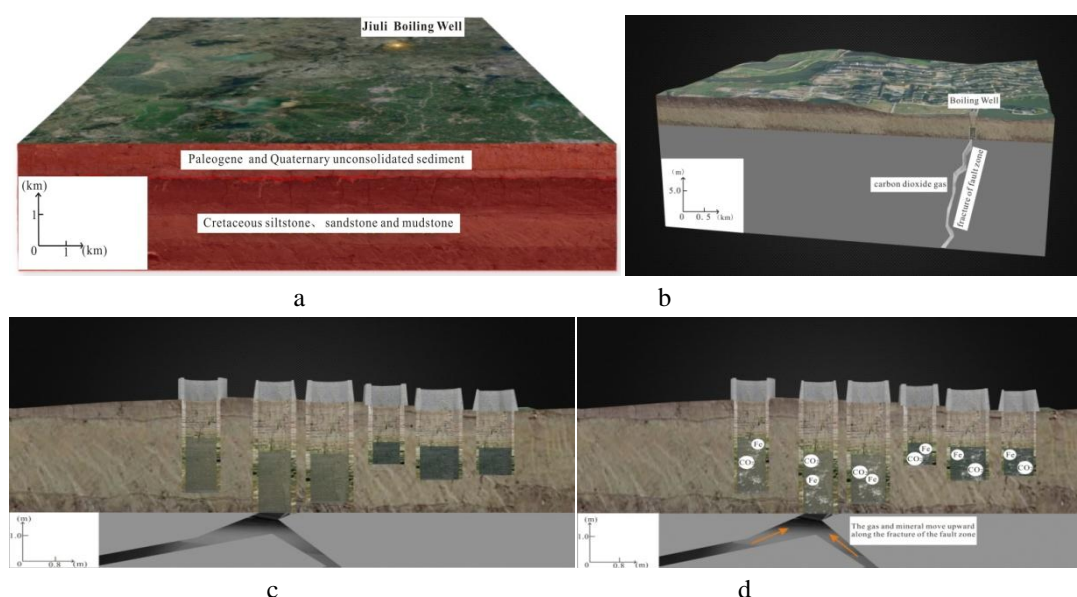 Jiuli Boiling Well
Paleogene and Quaternary unconsolidated sediment
Cretaceous siltstone、 sandstone and mudstone
(km)
1
0
1
(km)
a
Boiling Well
carbon dioxide gas
fracture of fault zone
(m)
5.0
0
0.5
(km)
b
(m)
1.0
0
0.8
(m)
c
Fe
CO₂
CO₂
Fe
CO₂
Fe
Fe
CO₂
Fe
CO₂
Fe
CO₂
The gas and mineral move upward
along the fracture of the fault zone
(m)
1.0
0
0.8
(m)
d